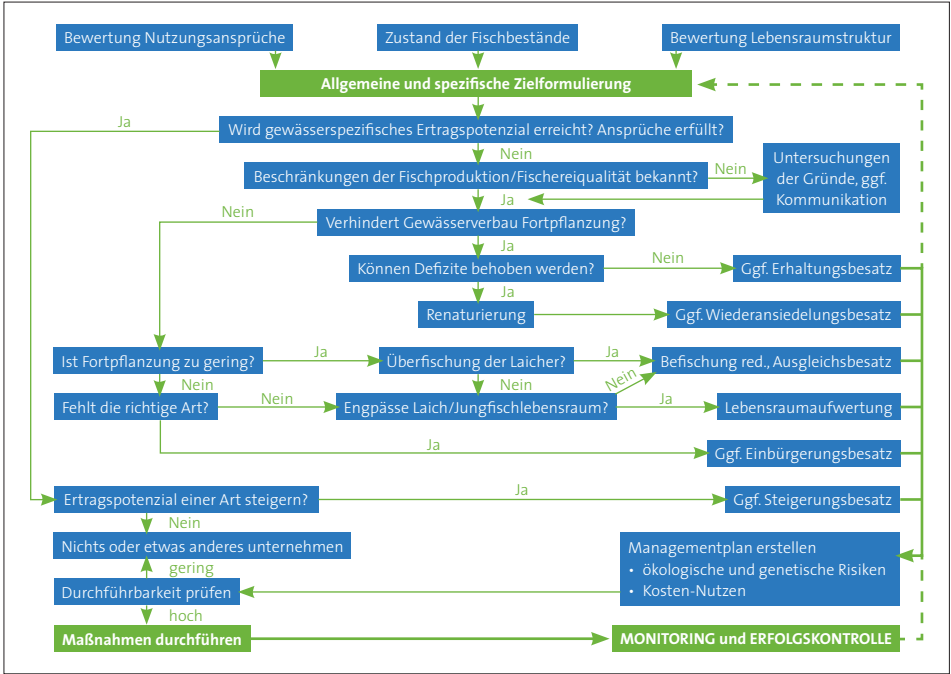 Bewertung Nutzungsansprüche
Zustand der Fischbestände
Bewertung Lebensraumstruktur
Allgemeine und spezifische Zielformulierung
Ja
Wird gewässerspezifisches Ertragspotenzial erreicht? Ansprüche erfüllt?
Nein
Beschränkungen der Fischproduktion/Fischereiqualität bekannt?
Nein
Untersuchungen
der Gründe, ggf.
Kommunikation
Ja
Nein
Verhindert Gewässerverbau Fortpflanzung?
Ja
Können Defizite behoben werden?
Nein
Ggf. Erhaltungsbesatz
Ja
Renaturierung
Ggf. Wiederansiedelungsbesatz
Ist Fortpflanzung zu gering?
Ja
Überfischung der Laicher?
Ja
Befischung red., Ausgleichsbesatz
Nein
Nein
Nein
Fehlt die richtige Art?
Nein
Engpässe Laich/Jungfischlebensraum?
Ja
Lebensraumaufwertung
Ja
Ggf. Einbürgerungsbesatz
Ertragspotenzial einer Art steigern?
Ja
Ggf. Steigerungsbesatz
Nein
Nichts oder etwas anderes unternehmen
Managementplan erstellen
• ökologische und genetische Risiken
• Kosten-Nutzen
gering
Durchführbarkeit prüfen
hoch
Maßnahmen durchführen
MONITORING und ERFOLGSKONTROLLE